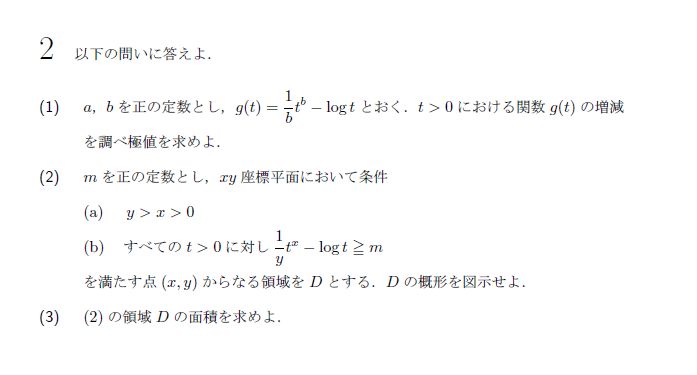 2 以下の問いに答えよ．
(1) a，b を正の定数とし，g(t) = \frac{1}{b}t^b − log t とおく．t > 0 における関数 g(t) の増減
を調べ極値を求めよ．
(2) m を正の定数とし，xy 座標平面において条件
(a) y > x > 0
(b) すべての t > 0 に対し \frac{1}{y}t^x − log t ≧ m
を満たす点 (x, y) からなる領域を D とする．D の概形を図示せよ．
(3) (2) の領域 D の面積を求めよ．